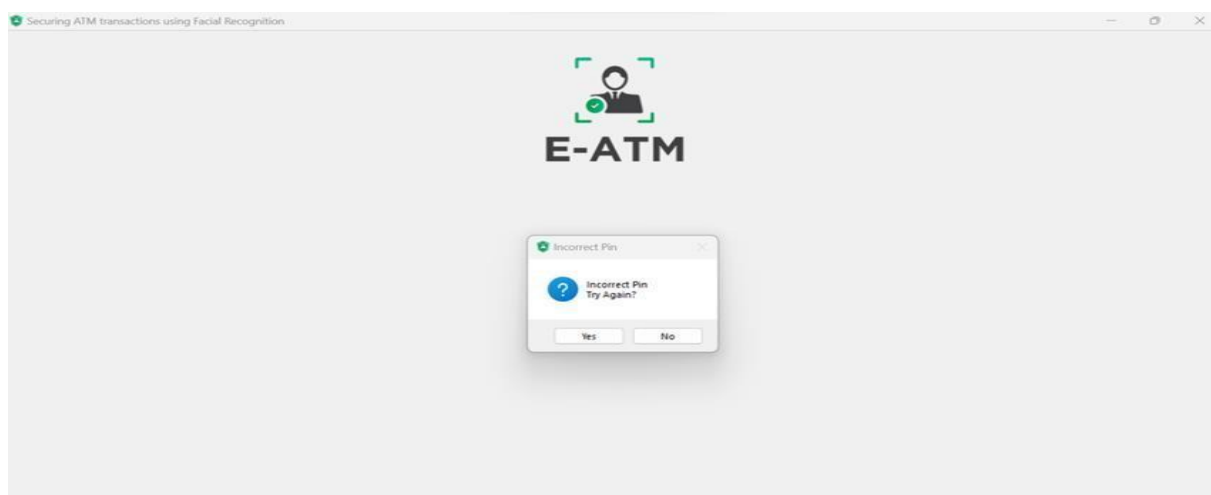 Securing ATM transactions using Facial Recognition
E-ATM
Incorrect Pin
Incorrect Pin
Try Again?
Yes No